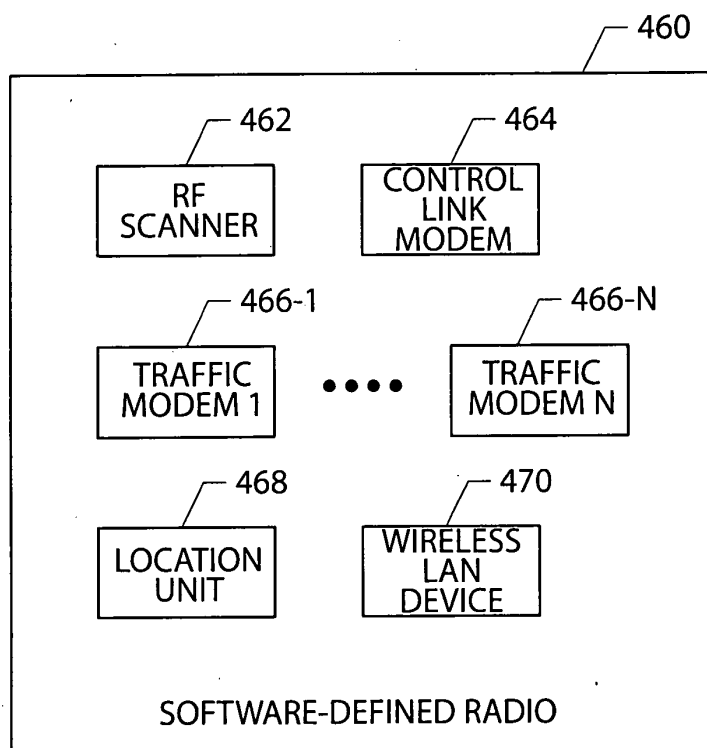 460
462
464
RF
SCANNER
CONTROL
LINK
MODEM
466-1
466-N
TRAFFIC
MODEM 1
TRAFFIC
MODEM N
468
470
LOCATION
UNIT
WIRELESS
LAN
DEVICE
SOFTWARE-DEFINED RADIO